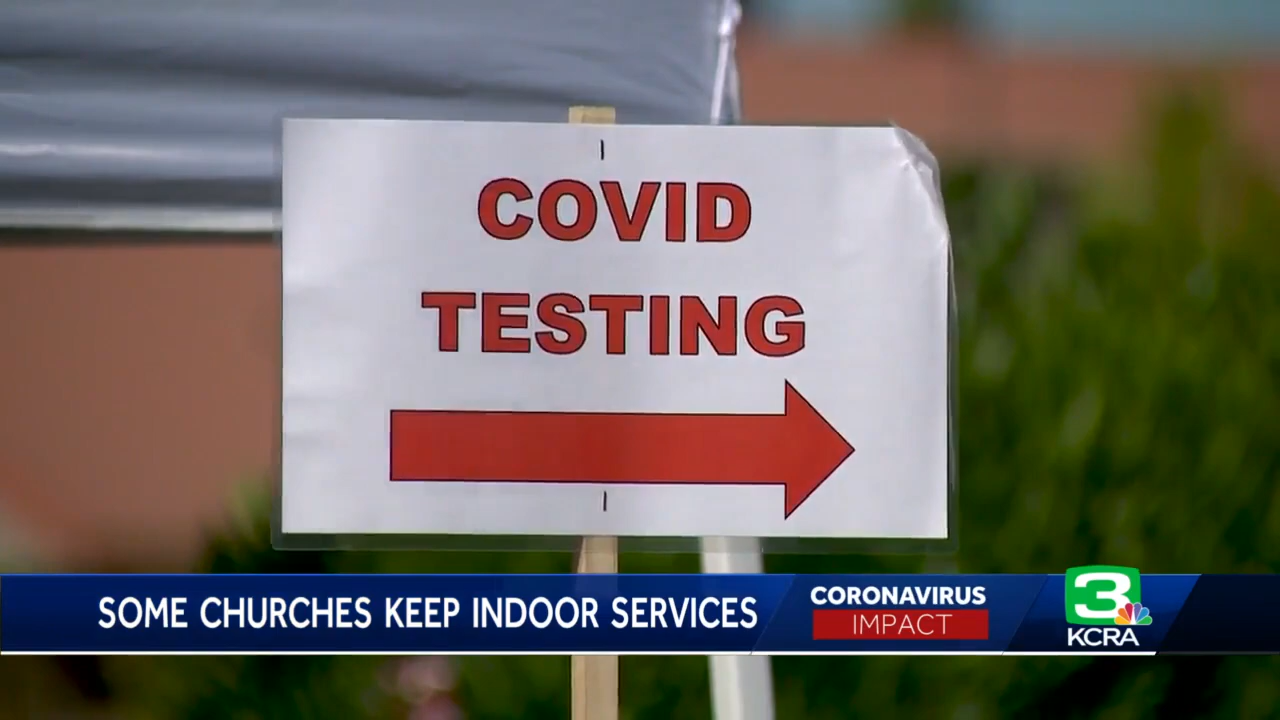 COVID
TESTING
SOME CHURCHES KEEP INDOOR SERVICES
CORONAVIRUS
IMPACT
3
KCRA